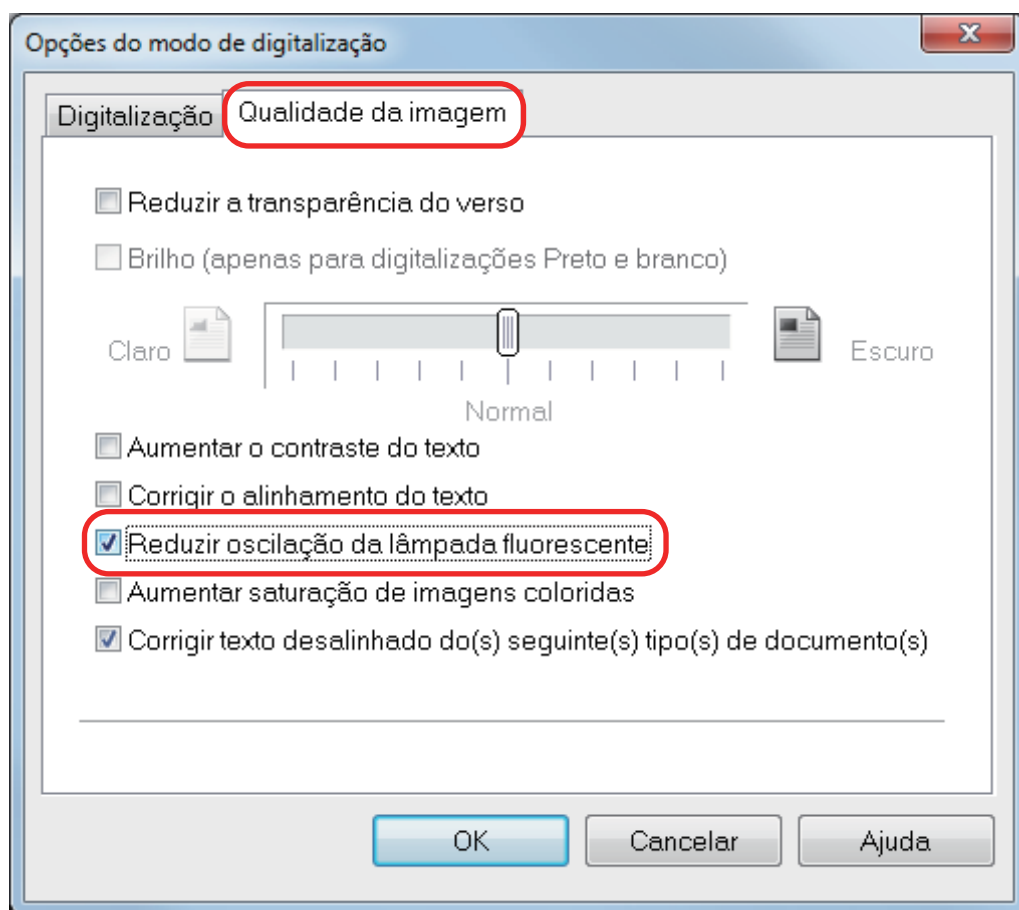 Opções do modo de digitalização
Digitalização
Qualidade da imagem
Reduzir a transparência do verso
Brilho (apenas para digitalizações Preto e branco)
Claro
Escuro
Normal
Aumentar o contraste do texto
Corrigir o alinhamento do texto
Reduzir oscilação da lâmpada fluorescente
Aumentar saturação de imagens coloridas
Corrigir texto desalinhado do(s) seguinte(s) tipo(s) de documento(s)
OK
Cancelar
Ajuda